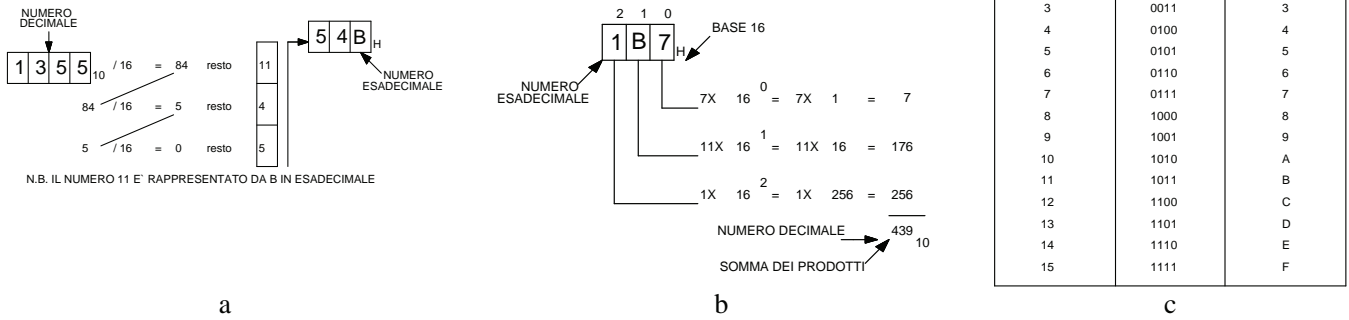 NUMERO
DECIMALE
1 3 5 5 10 / 16 = 84 resto 11
84 / 16 = 5 resto 4
5 / 16 = 0 resto 5
5 4 B H
NUMERO
ESADECIMALE
N.B. IL NUMERO 11 E` RAPPRESENTATO DA B IN ESADECIMALE
a
2 1 0
1 B 7 H
BASE 16
NUMERO
ESADECIMALE
7X 16 0 = 7X 1 = 7
11X 16 1 = 11X 16 = 176
1X 16 2 = 1X 256 = 256
NUMERO DECIMALE 439 10
SOMMA DEI PRODOTTI
b
3 0011 3
4 0100 4
5 0101 5
6 0110 6
7 0111 7
8 1000 8
9 1001 9
10 1010 A
11 1011 B
12 1100 C
13 1101 D
14 1110 E
15 1111 F
c